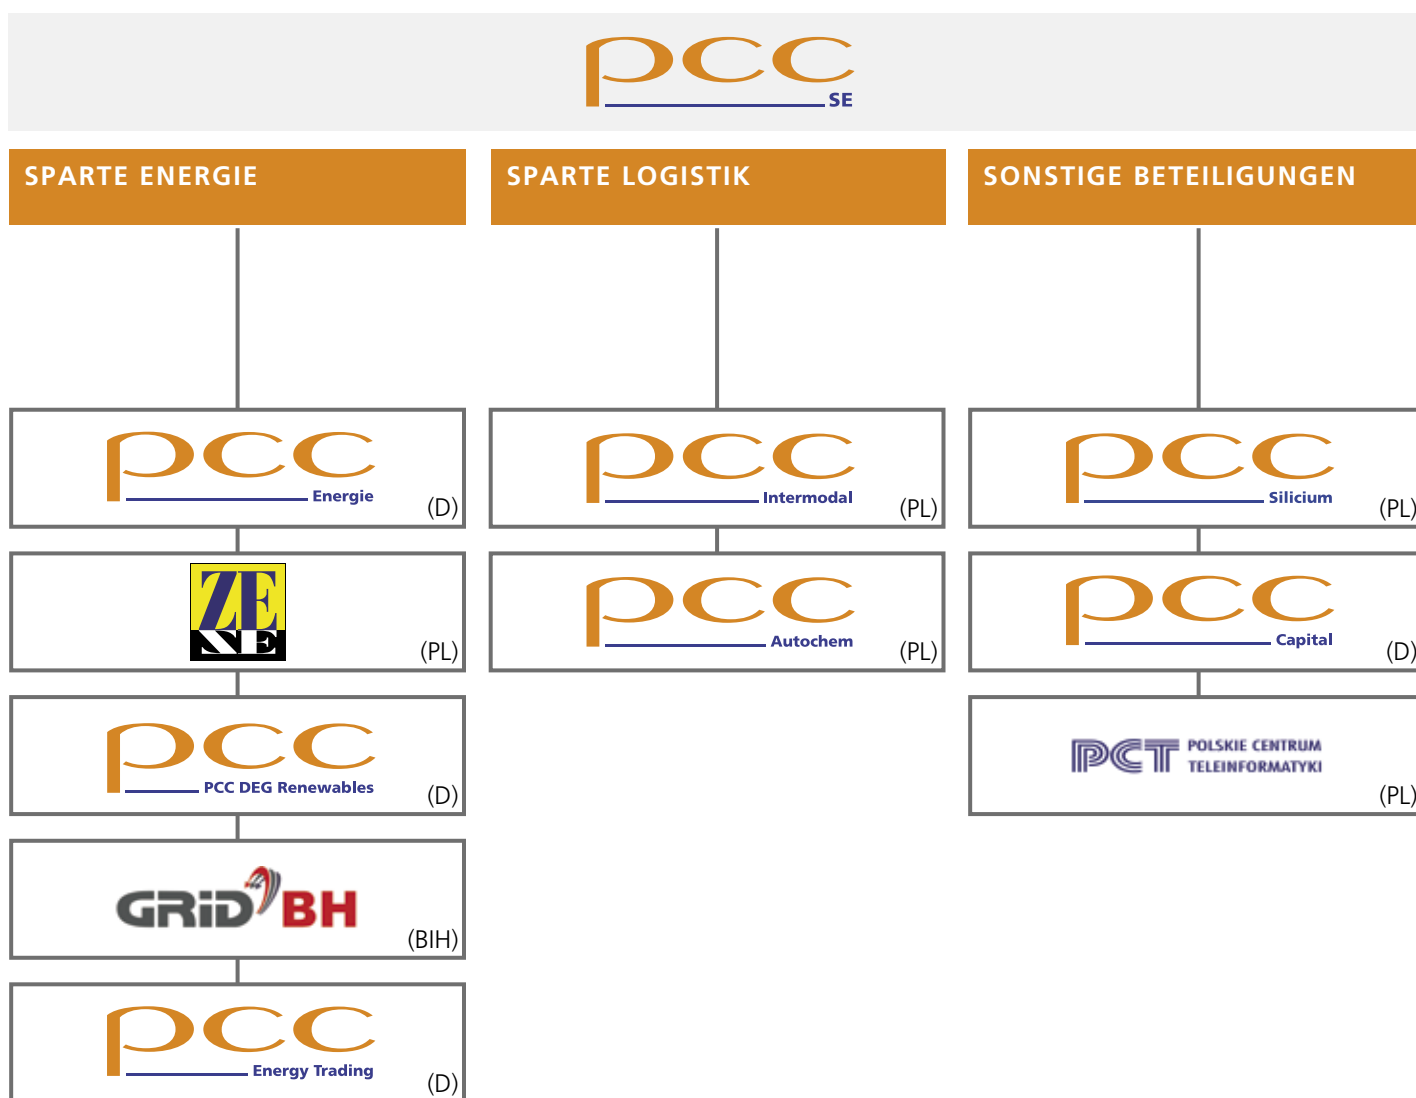 pcc
SE
SPARTE ENERGIE
pcc
Energie
(D)
ZE
NE
(PL)
pcc
PCC DEG Renewables
(D)
GRiD BH
(BIH)
pcc
Energy Trading
(D)
SPARTE LOGISTIK
pcc
Intermodal
(PL)
pcc
Autochem
(PL)
SONSTIGE BETEILIGUNGEN
pcc
Silicium
(PL)
pcc
Capital
(D)
PCT POLSKIE CENTRUM
TELEINFORMATYKI
(PL)